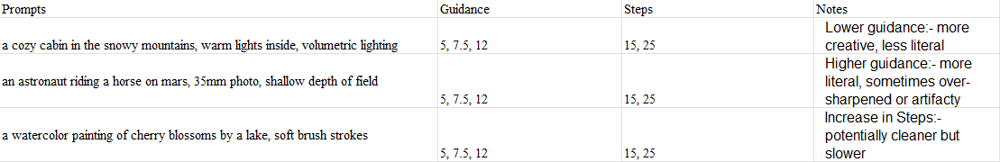 Prompts Guidance Steps Notes
a cozy cabin in the snowy mountains, warm lights inside, volumetric lighting 5, 7.5, 12 15, 25 Lower guidance:- more
creative, less literal
an astronaut riding a horse on mars, 35mm photo, shallow depth of field 5, 7.5, 12 15, 25 Higher guidance:- more
literal, sometimes over-
sharpened or artifacty
a watercolor painting of cherry blossoms by a lake, soft brush strokes 5, 7.5, 12 15, 25 Increase in Steps:-
potentially cleaner but
slower